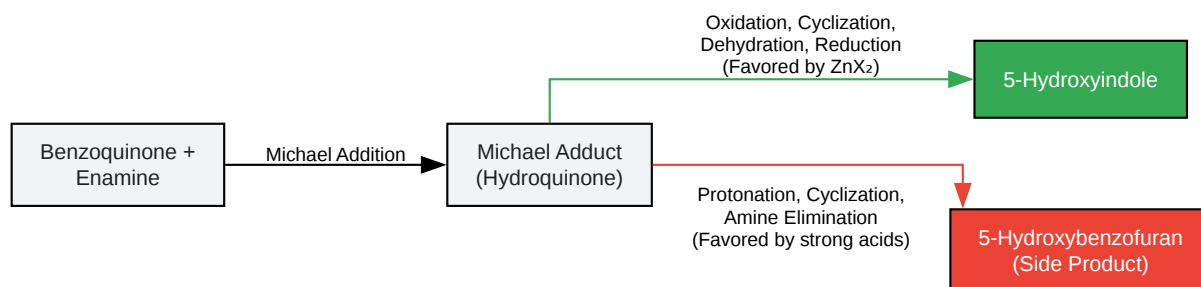 Benzoquinone +
Enamine
Michael Addition
Michael Adduct
(Hydroquinone)
Oxidation, Cyclization,
Dehydration, Reduction
(Favored by ZnX₂)
5-Hydroxyindole
Protonation, Cyclization,
Amine Elimination
(Favored by strong acids)
5-Hydroxybenzofuran
(Side Product)